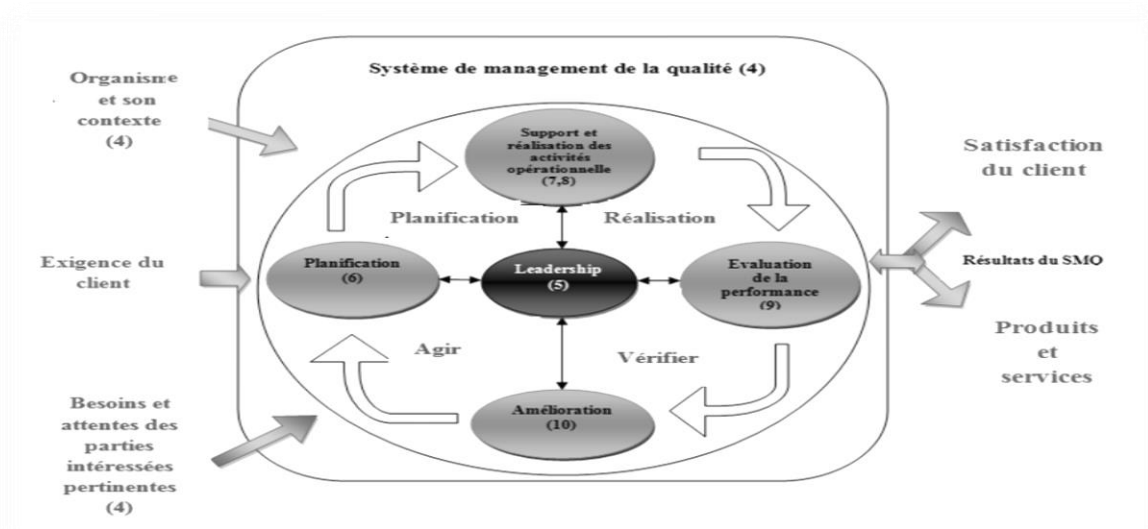 Système de management de la qualité (4)
Organisme
et son
contexte
(4)
Exigence du
client
Besoins et
attentes des
parties
intéressées
pertinentes
(4)
Support et
réalisation des
activités
opérationnelle
(7,8)
Planification
Réalisation
Planification
(6)
Leadership
(5)
Evaluation
de la
performance
(9)
Agir
Vérifier
Amélioration
(10)
Satisfaction
du client
Résultats du SMQ
Produits
et
services